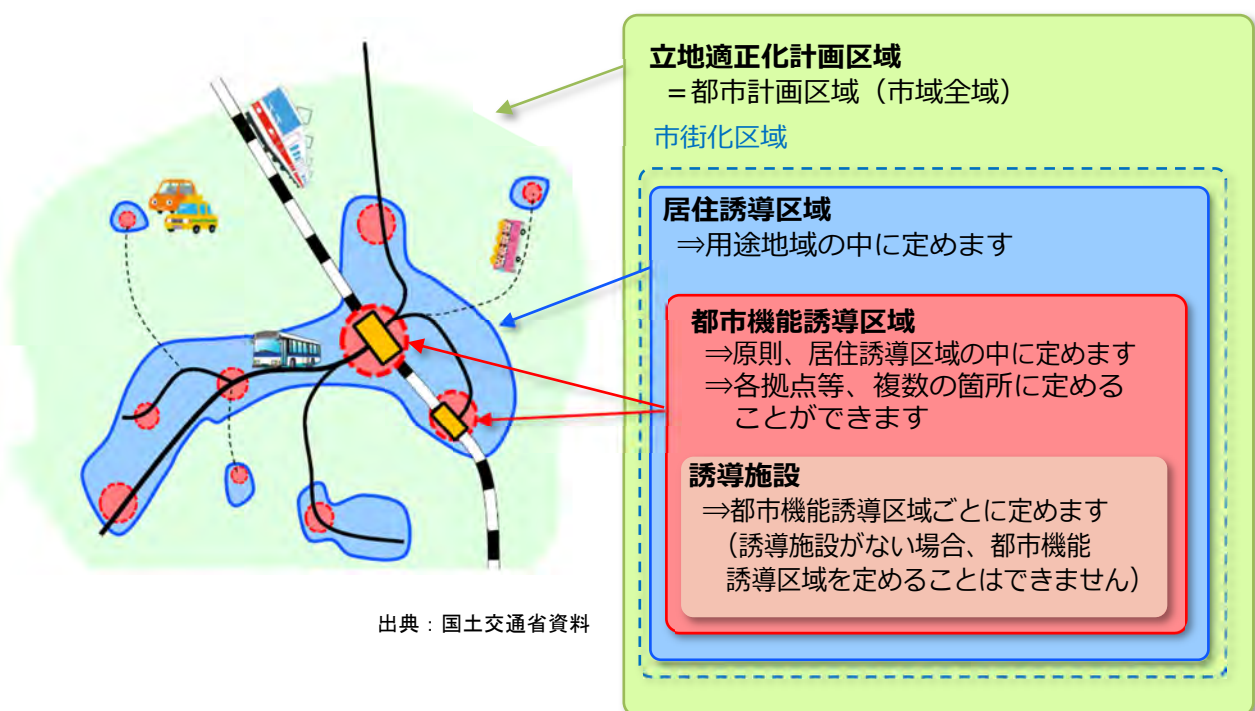 立地適正化計画区域
＝都市計画区域（市域全域）
市街化区域
居住誘導区域
⇒用途地域の中に定めます
都市機能誘導区域
⇒原則、居住誘導区域の中に定めます
⇒各拠点等、複数の箇所に定める
ことができます
誘導施設
⇒都市機能誘導区域ごとに定めます
（誘導施設がない場合、都市機能
誘導区域を定めることはできません）
出典：国土交通省資料